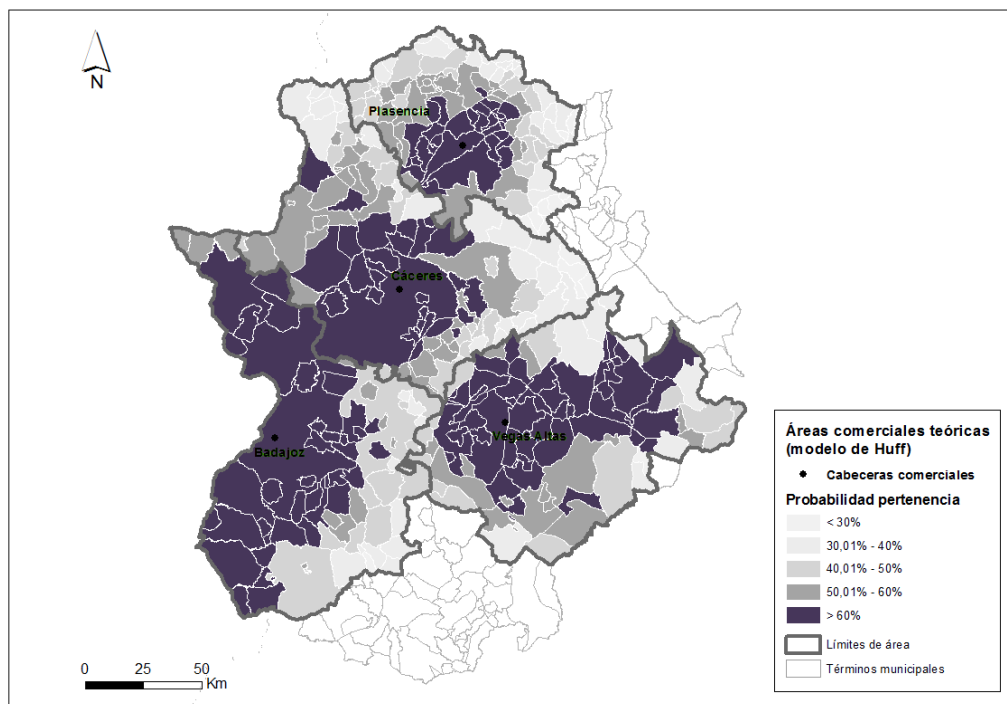 N
Plasencia
Cáceres
Vegas Altas
Badajoz
0 25 50
Km
Áreas comerciales teóricas
(modelo de Huff)
Cabeceras comerciales
Probabilidad pertenencia
< 30%
30,01% - 40%
40,01% - 50%
50,01% - 60%
> 60%
Límites de área
Términos municipales